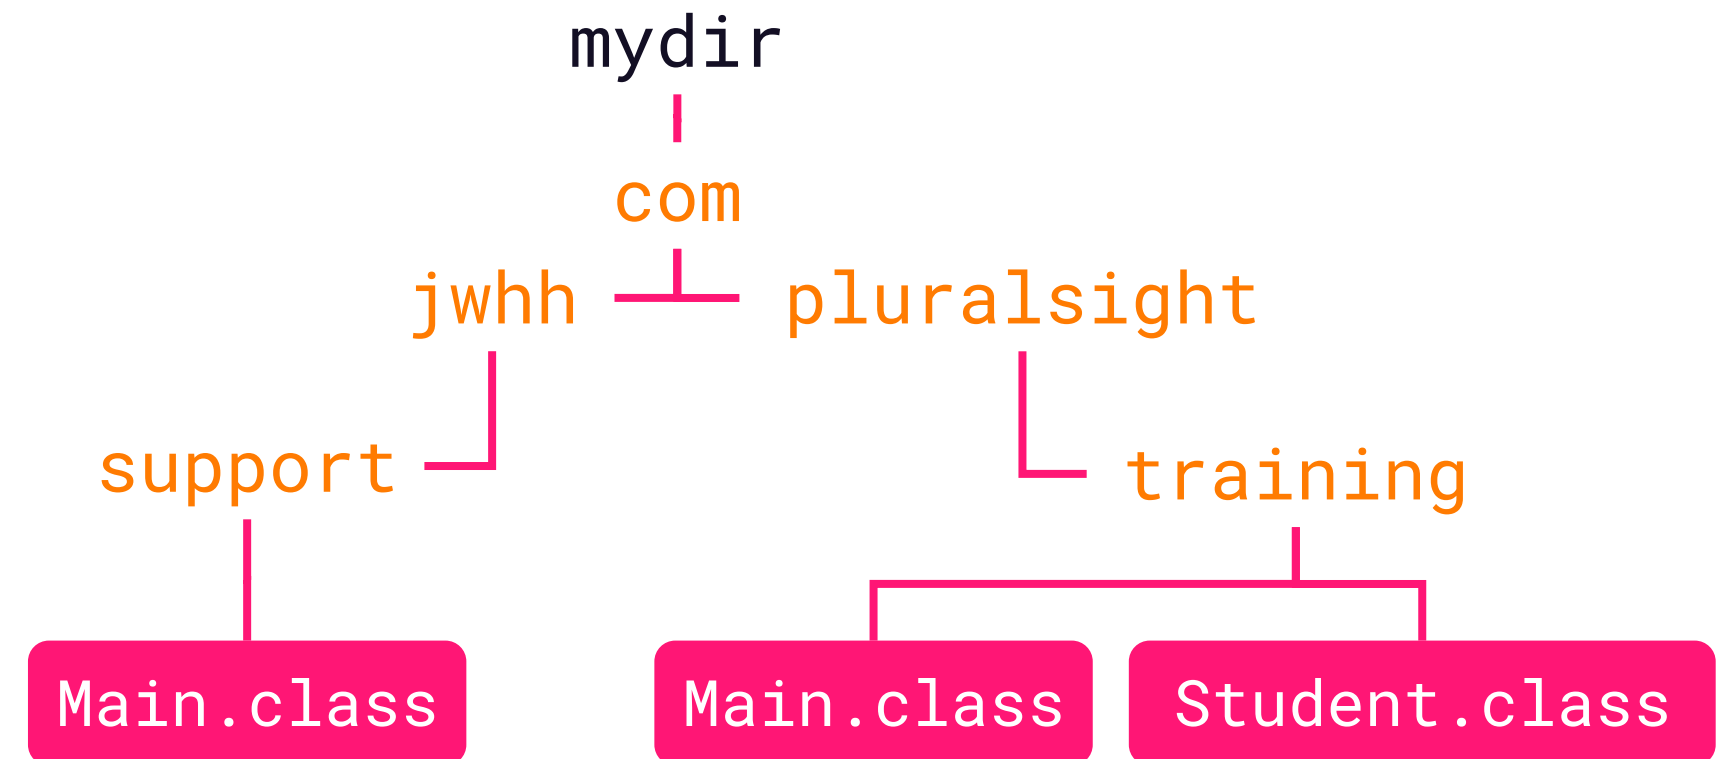 mydir
com
jwhh pluralsight
support training
Main.class Main.class Student.class